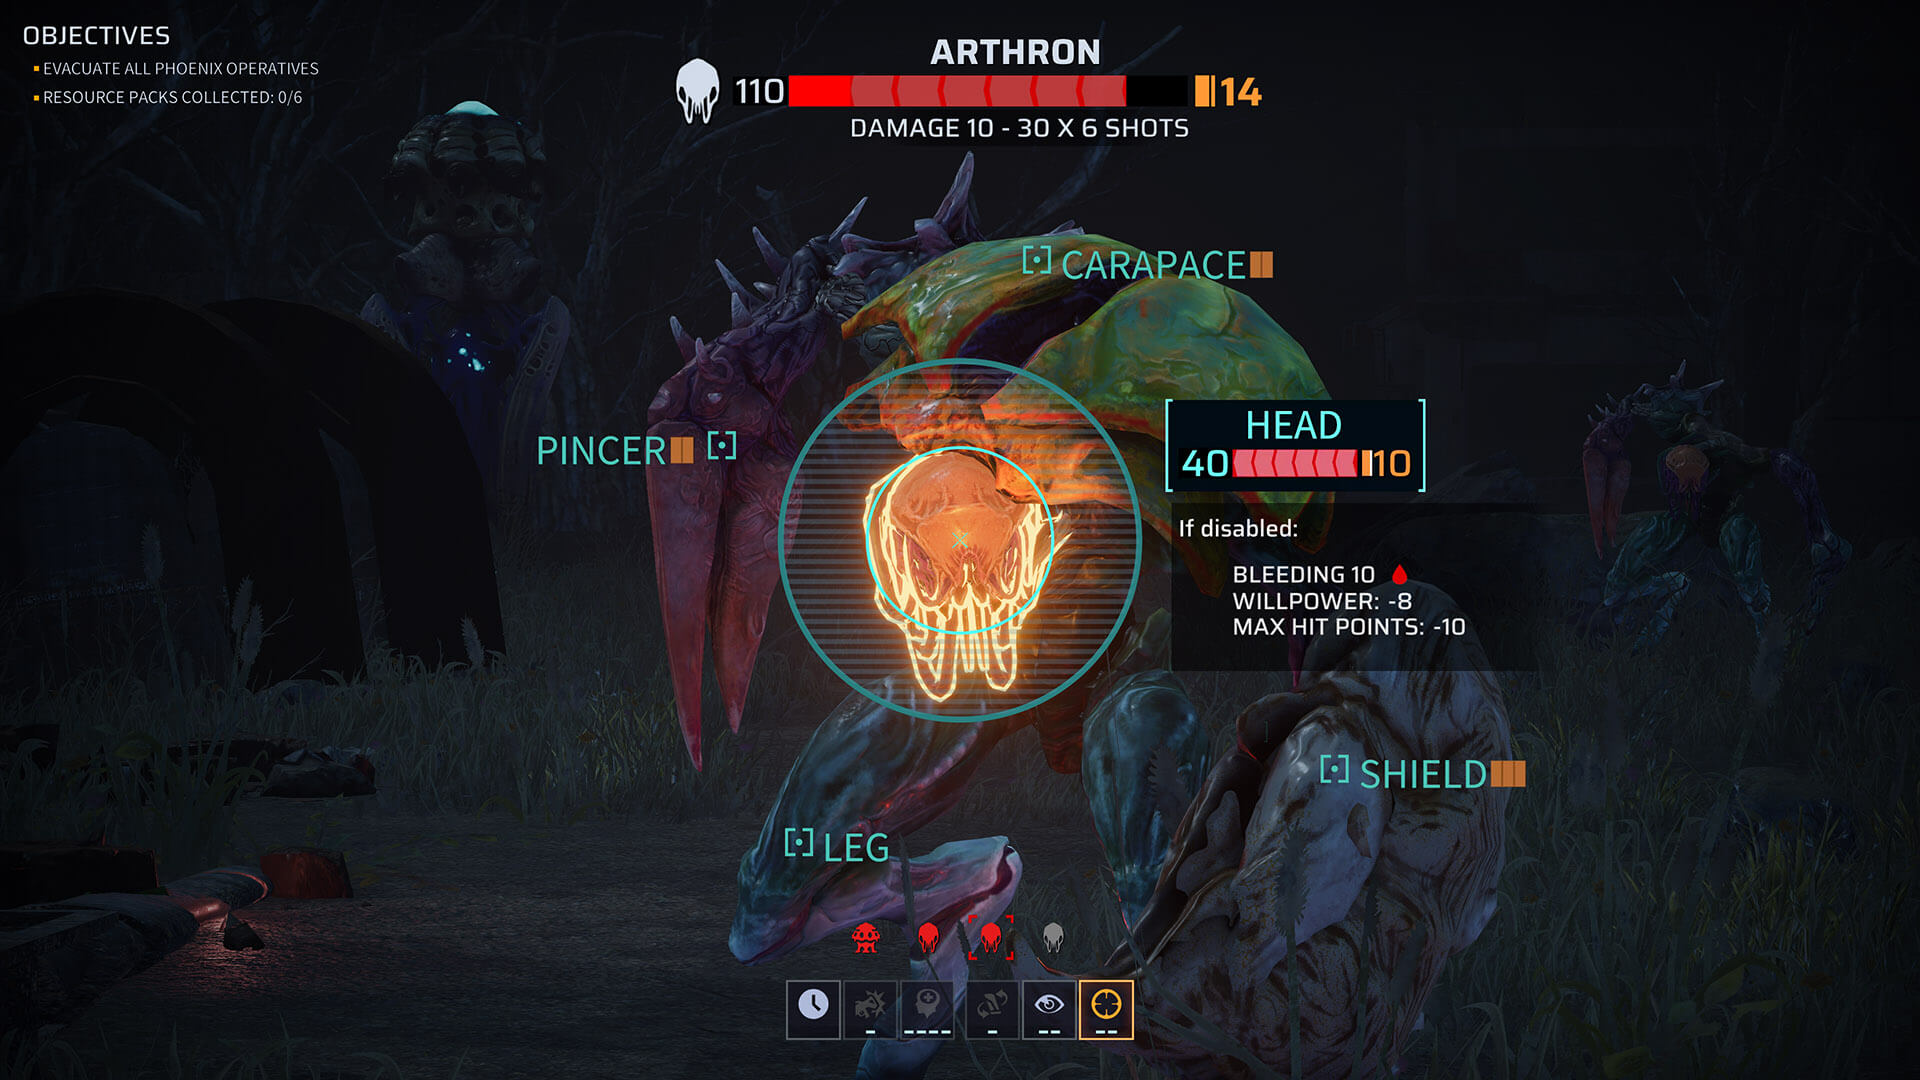 OBJECTIVES
EVACUATE ALL PHOENIX OPERATIVES
RESOURCE PACKS COLLECTED: 0/6
ARTHRON
110 14
DAMAGE 10 - 30 X 6 SHOTS
CARAPACE
PINCER
HEAD
40 10
If disabled:
BLEEDING 10
WILLPOWER: -8
MAX HIT POINTS: -10
SHIELD
LEG